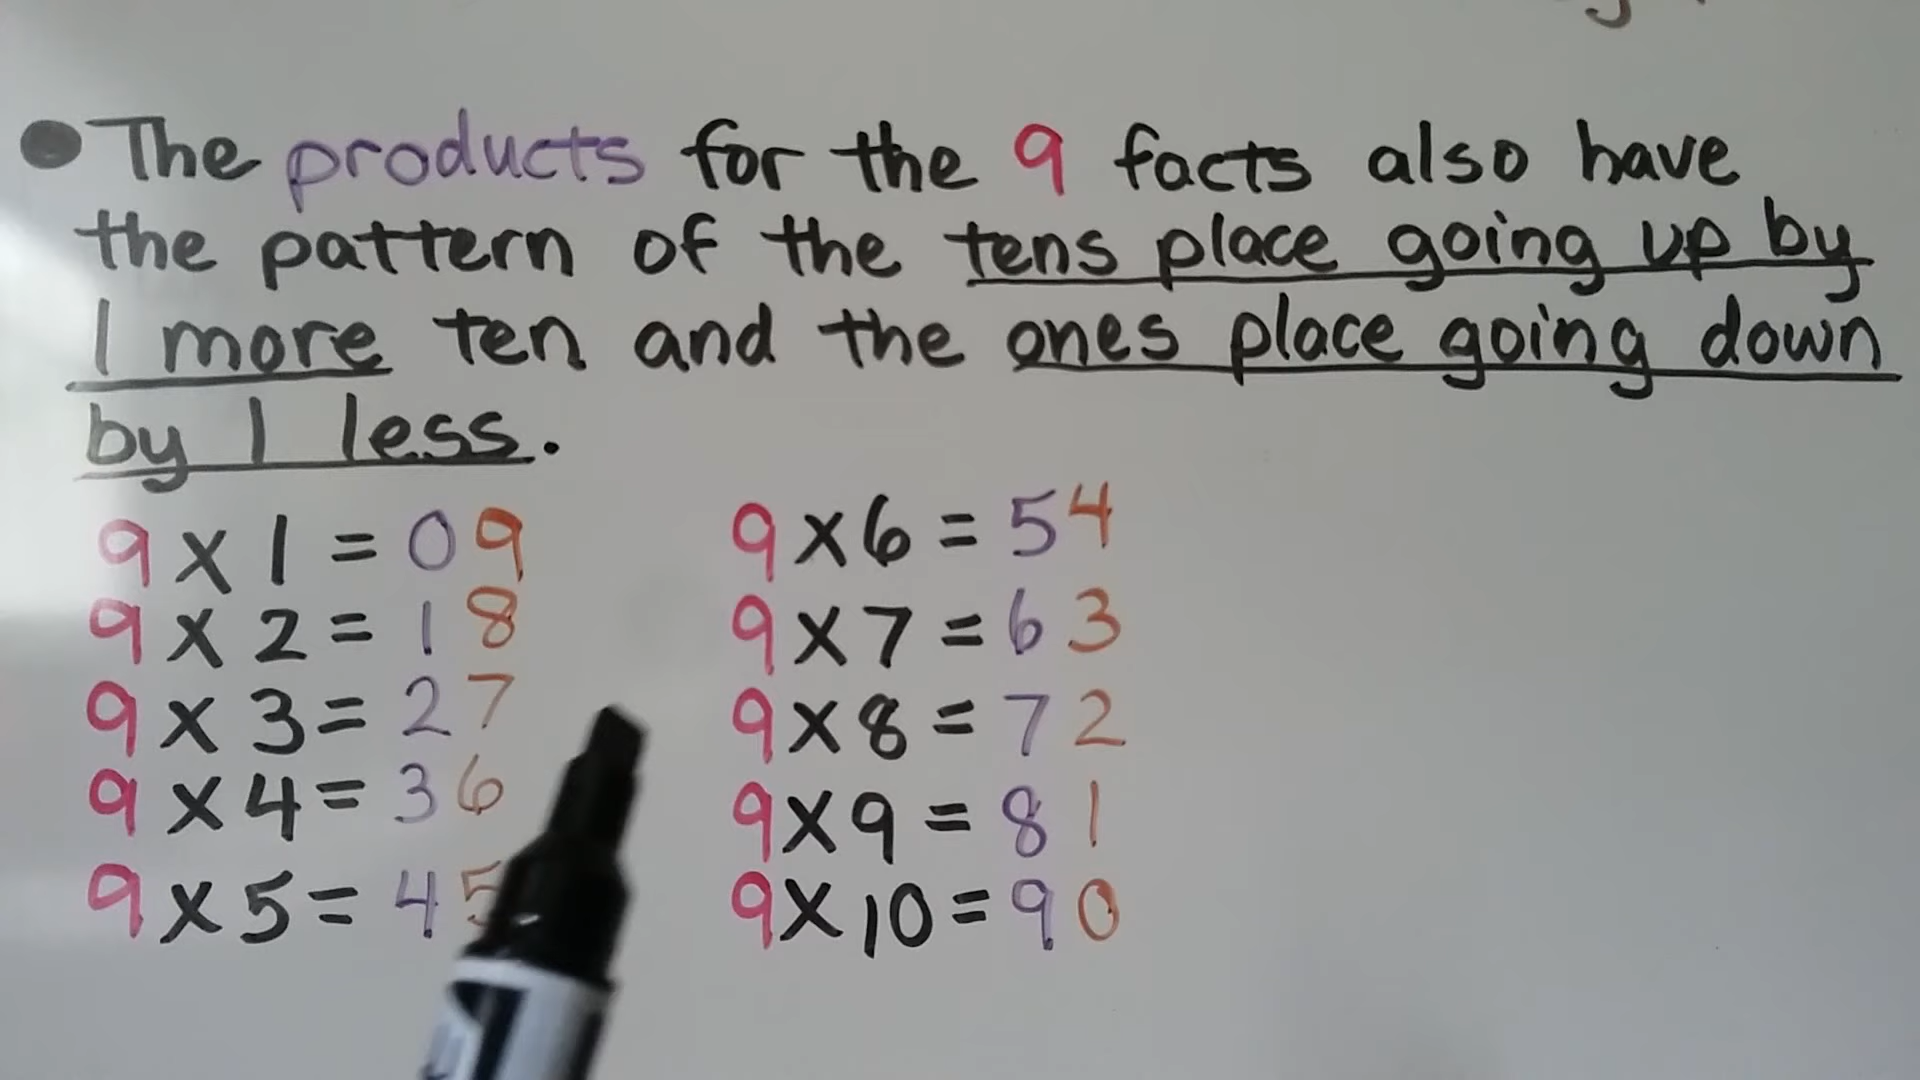 The products for the 9 facts also have
the pattern of the tens place going up by
1 more ten and the ones place going down
by 1 less.
9 x 1 = 09
9 x 2 = 18
9 x 3 = 27
9 x 4 = 36
9 x 5 = 45
9 x 6 = 54
9 x 7 = 63
9 x 8 = 72
9 x 9 = 81
9 x 10 = 90